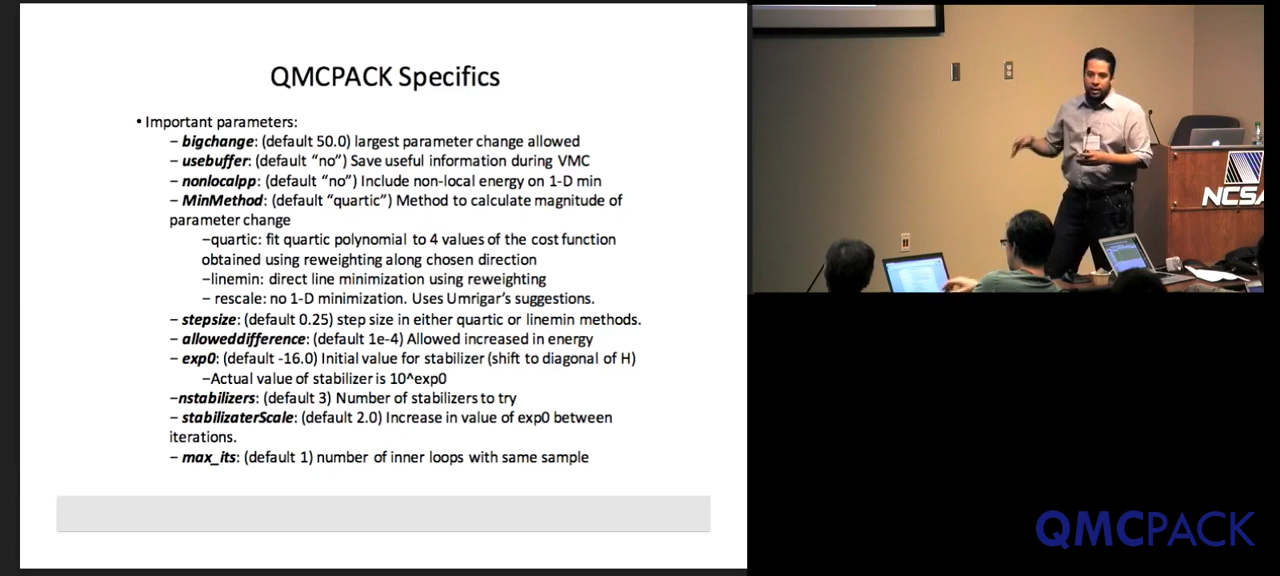 QMCPACK Specifics
• Important parameters:
– bigchange: (default 50.0) largest parameter change allowed
– usebuffer: (default “no”) Save useful information during VMC
– nonlocalpp: (default “no”) Include non-local energy on 1-D min
– MinMethod: (default “quartic”) Method to calculate magnitude of
parameter change
–quartic: fit quartic polynomial to 4 values of the cost function
obtained using reweighting along chosen direction
–linemin: direct line minimization using reweighting
– rescale: no 1-D minimization. Uses Umrigar’s suggestions.
– stepsize: (default 0.25) step size in either quartic or linemin methods.
– alloweddifference: (default 1e-4) Allowed increased in energy
– exp0: (default -16.0) Initial value for stabilizer (shift to diagonal of H)
–Actual value of stabilizer is 10^exp0
–nstabilizers: (default 3) Number of stabilizers to try
– stabilizaterScale: (default 2.0) Increase in value of exp0 between
iterations.
– max_its: (default 1) number of inner loops with same sample
NCSA
QMCPACK